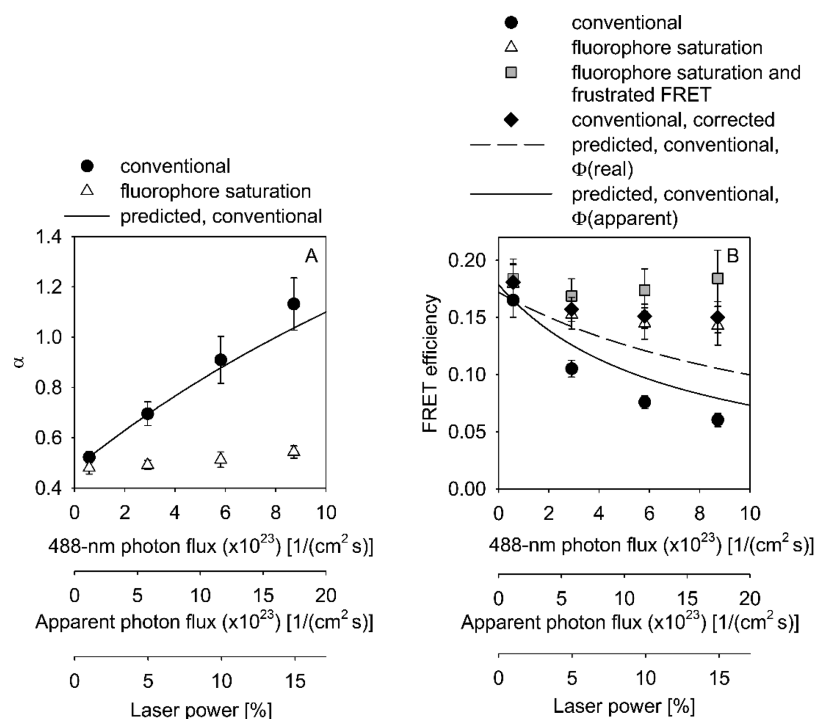 conventional
fluorophore saturation
predicted, conventional
A
1.4
1.2
1.0
0.8
0.6
0.4
α
0 2 4 6 8 10
488-nm photon flux (x10²³) [1/(cm² s)]
0 5 10 15 20
Apparent photon flux (x10²³) [1/(cm² s)]
0 5 10 15
Laser power [%]
conventional
fluorophore saturation
fluorophore saturation and
frustrated FRET
conventional, corrected
predicted, conventional,
Φ(real)
predicted, conventional,
Φ(apparent)
B
0.20
0.15
0.10
0.05
0.00
FRET efficiency
0 2 4 6 8 10
488-nm photon flux (x10²³) [1/(cm² s)]
0 5 10 15 20
Apparent photon flux (x10²³) [1/(cm² s)]
0 5 10 15
Laser power [%]